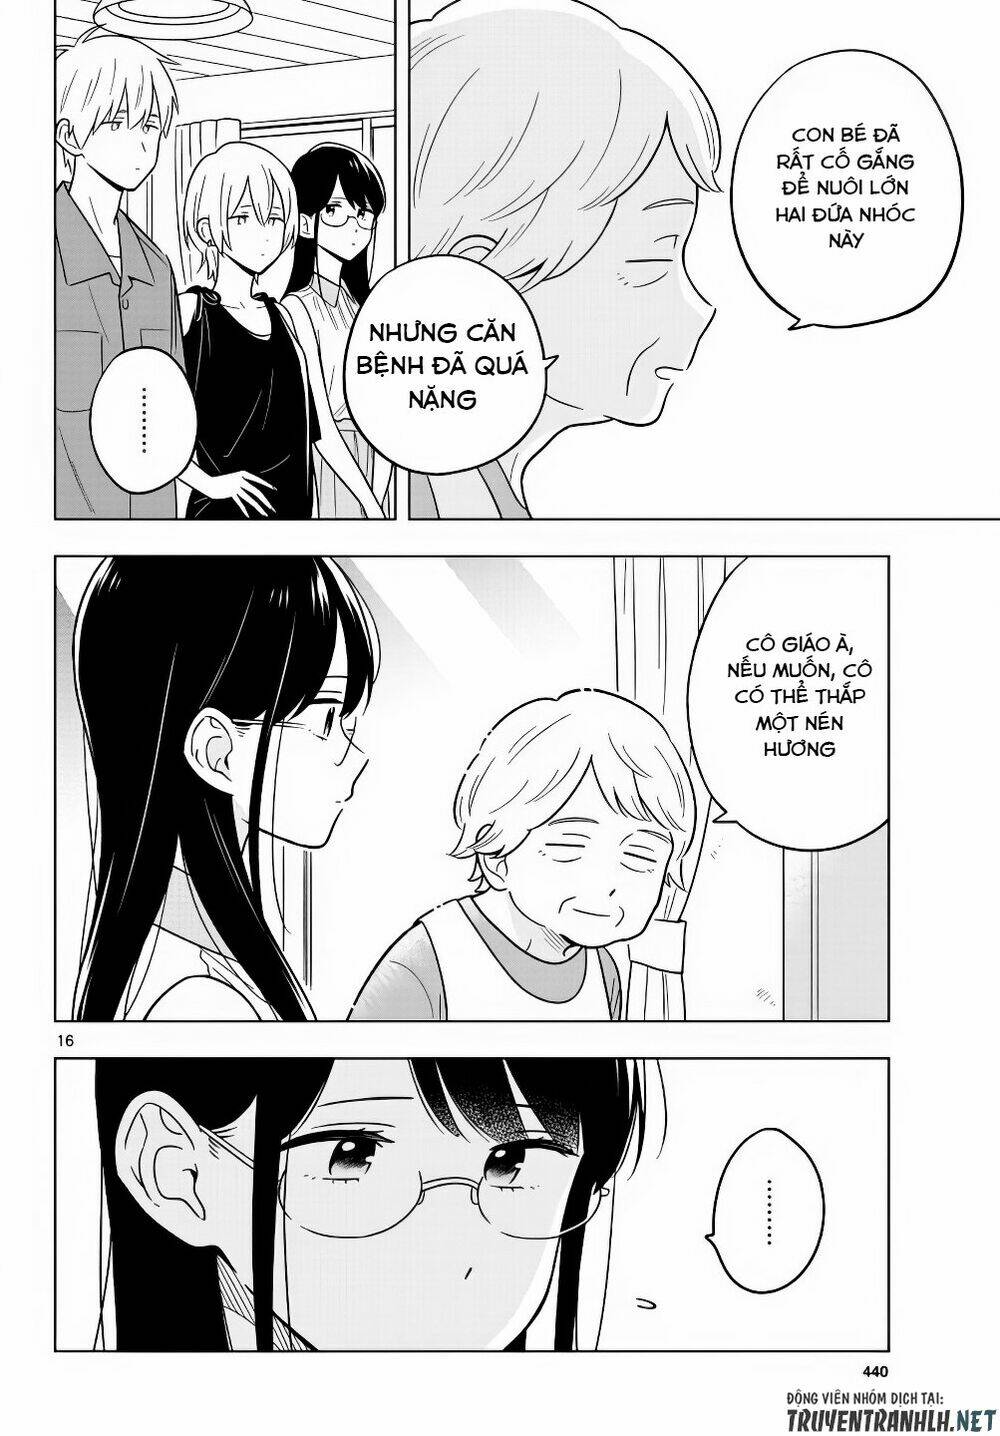 CON BÉ ĐÃ
RẤT CỐ GẮNG
ĐỂ NUÔI LỚN
HAI ĐỨA NHÓC
NÀY
NHƯNG CĂN
BỆNH ĐÃ QUÁ
NẶNG
........
CÔ GIÁO À,
NẾU MUỐN, CÔ
CÓ THỂ THẮP
MỘT NÉN
HƯƠNG
16
........
440
ĐỘNG VIÊN NHÓM DỊCH TẠI:
TRUYENTRANHLH.NET